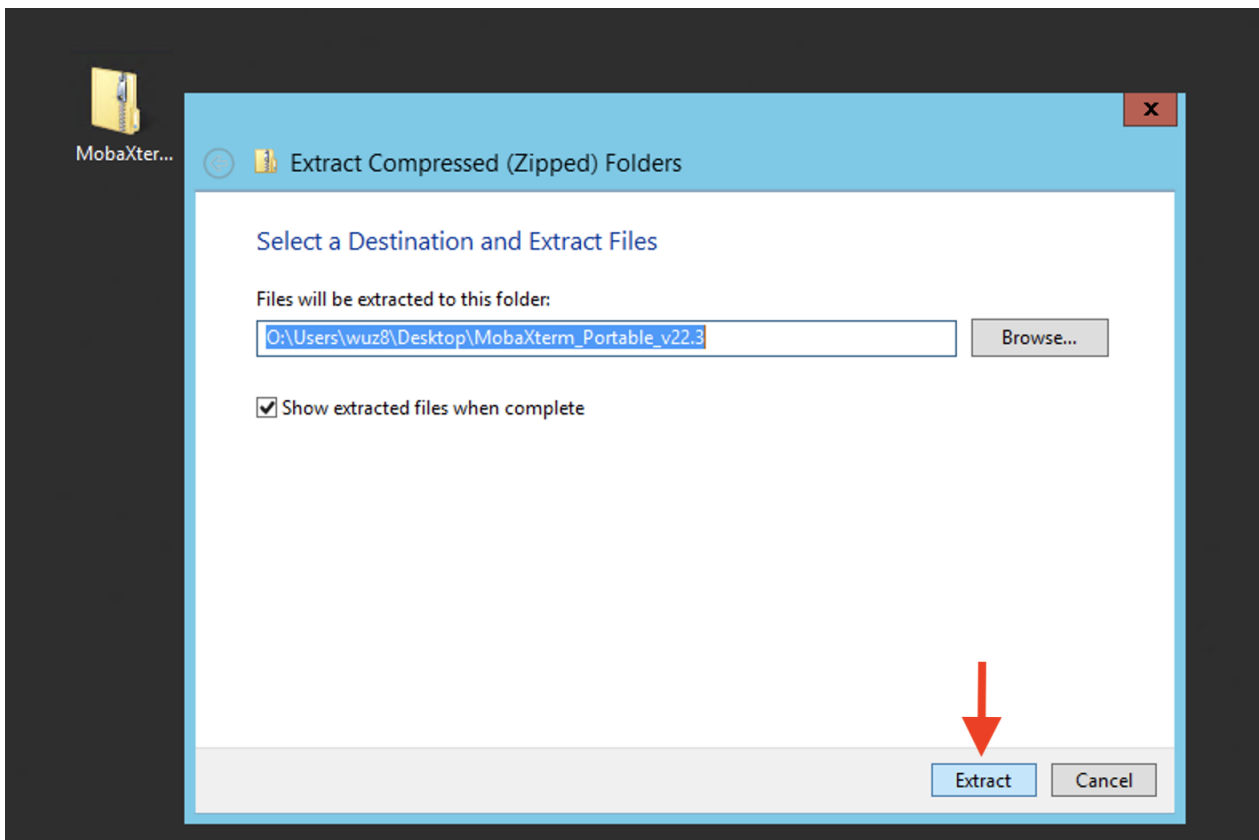 MobaXter...
x
Extract Compressed (Zipped) Folders
Select a Destination and Extract Files
Files will be extracted to this folder:
O:\Users\wuz8\Desktop\MobaXterm_Portable_v22.3
Browse...
Show extracted files when complete
Extract
Cancel